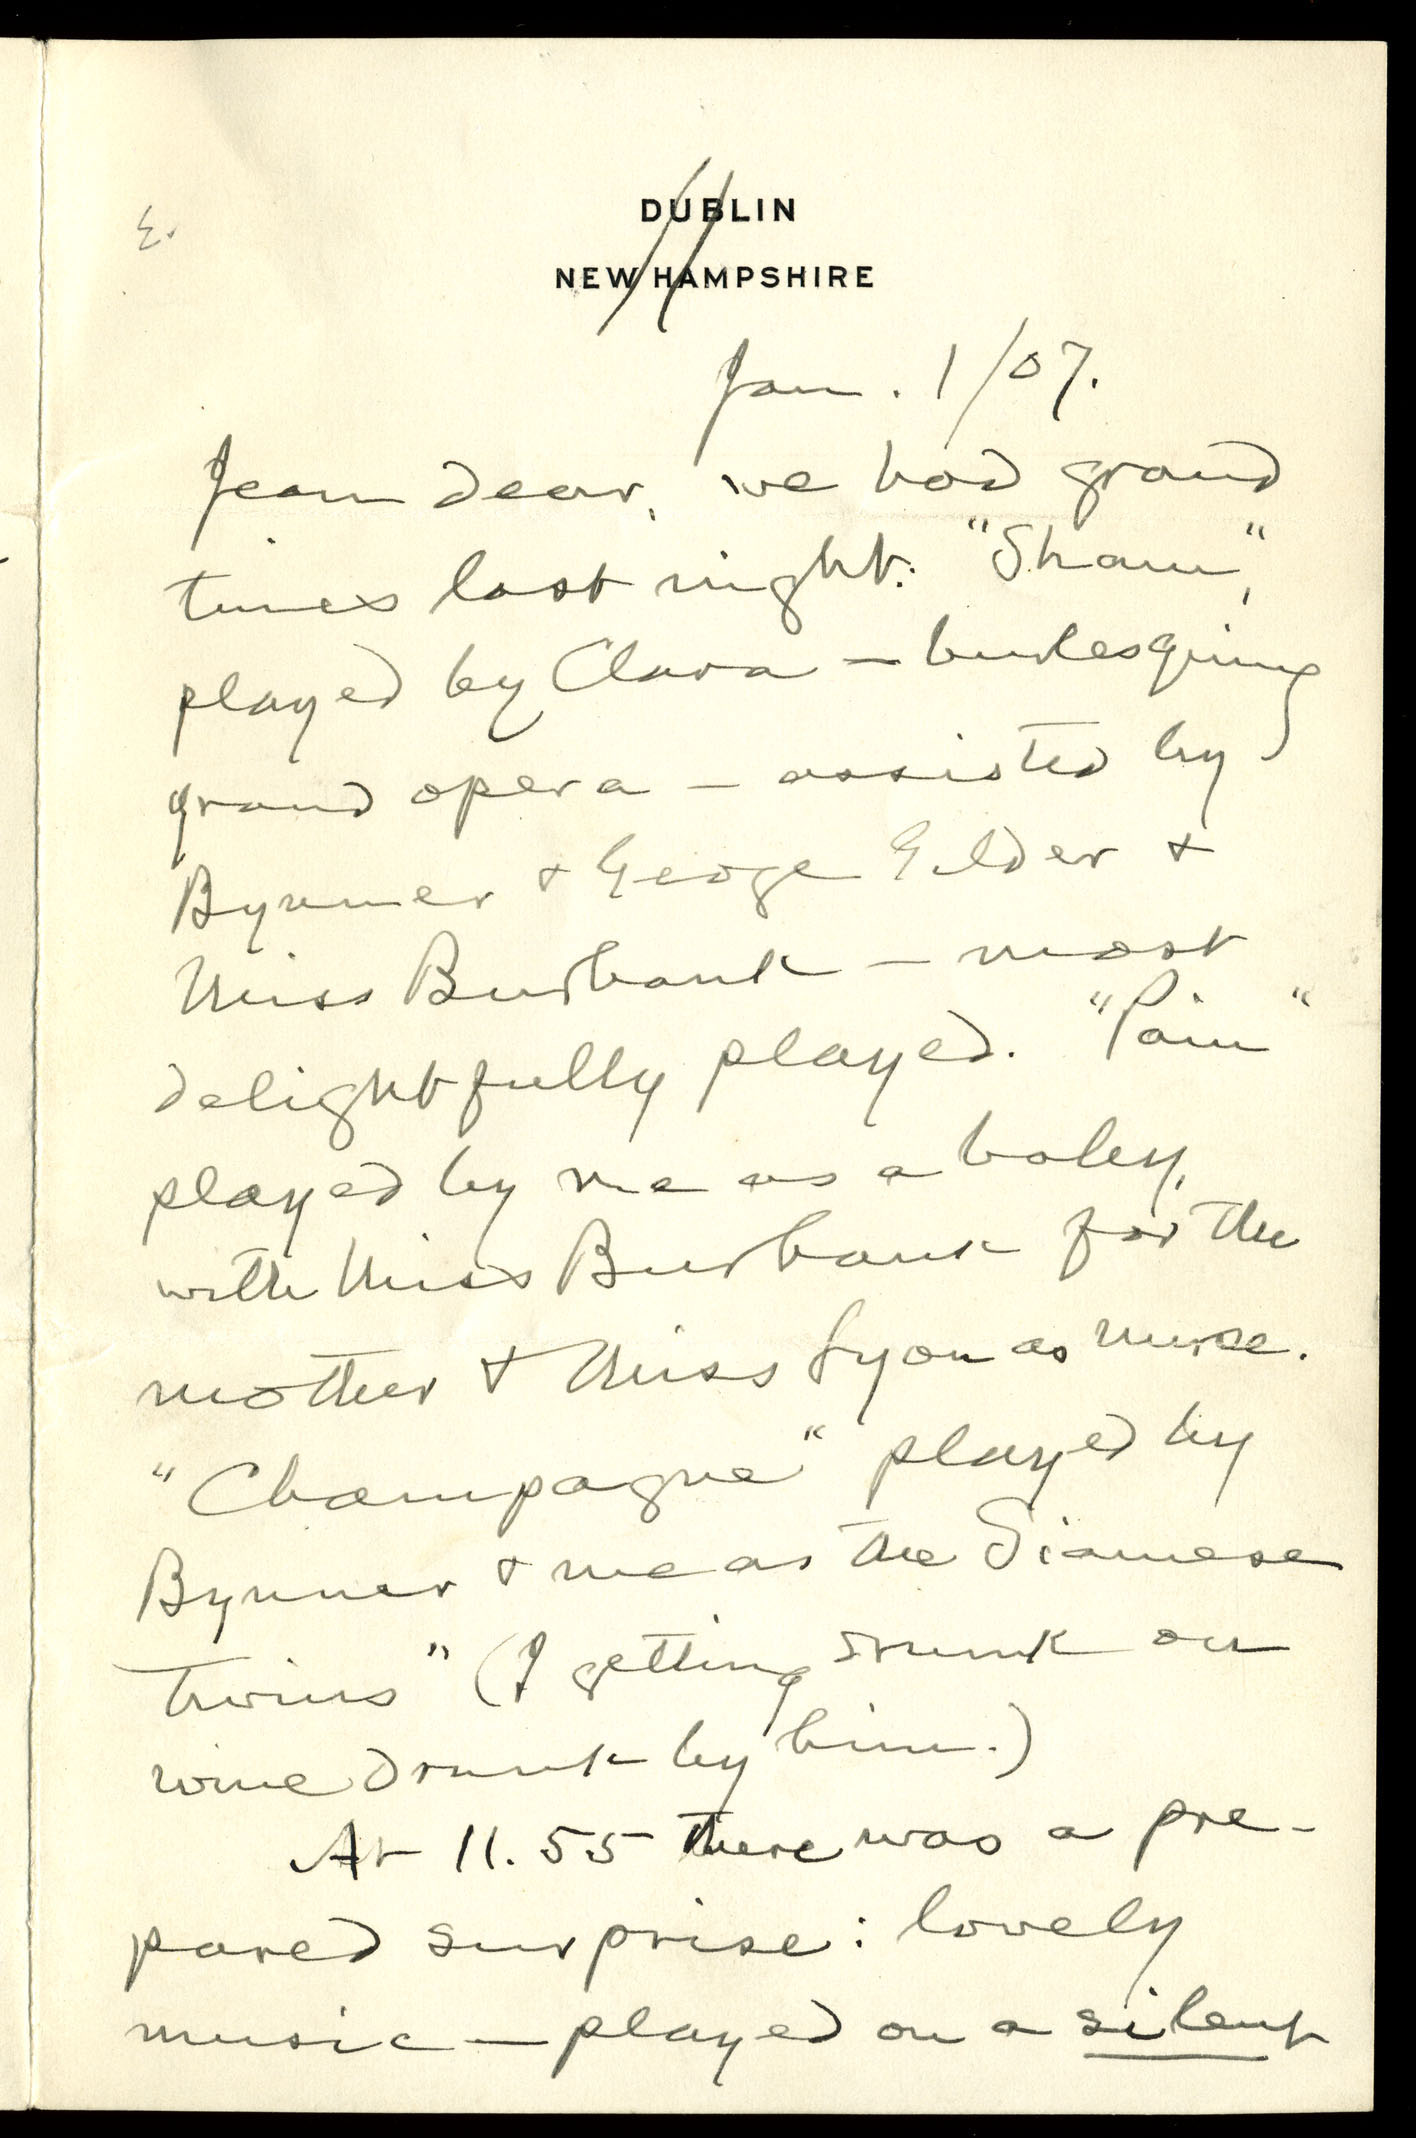 DUBLIN
NEW HAMPSHIRE
Jan. 1/07.
Jean dear, we had grand
times last night: "Sham",
played by Clara — burlesquing
grand opera — assisted by
Bynner & George Gilder &
Miss Burbank — most
delightfully played. "Pain"
played by me as a baby,
with Miss Burbank for the
mother & Miss Lyon as nurse.
"Champagne" played by
Bynner & me as the Siamese
Twins" (I getting drunk on
wine drunk by him.)
At 11.55 there was a pre-
pared surprise: lovely
music — played on a silent